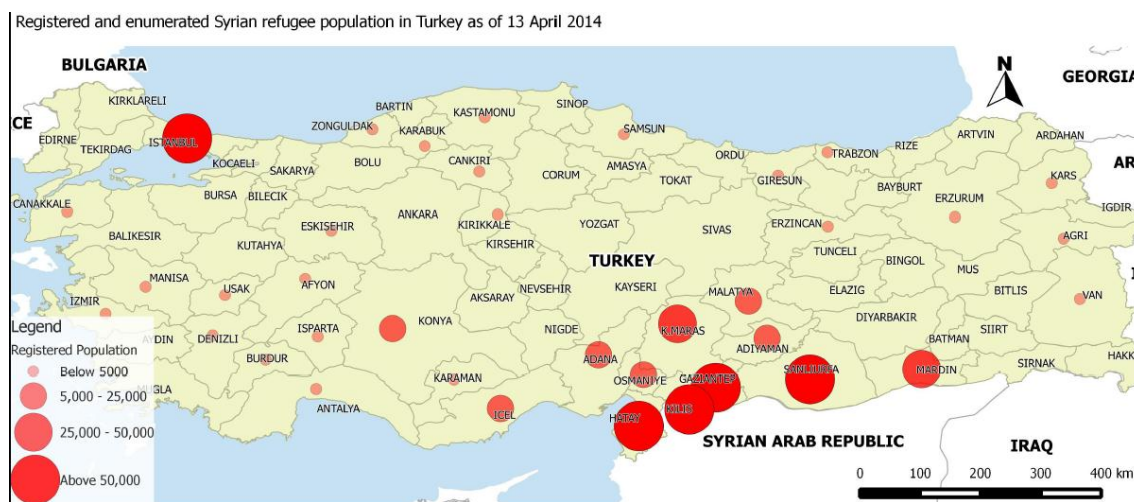 Registered and enumerated Syrian refugee population in Turkey as of 13 April 2014
BULGARIA
N
GEORGIA
KIRKLARELI
SINOP
BARTIN
KASTAMONU
CE
ZONGULDAK
KARABUK
SAMSUN
ARTVIN
ARDAHAN
EDIRNE
ISTANBUL
TEKIRDAG
KOCAELI
SAKARYA
BOLU
CANKIRI
CORUM
AMASYA
ORDU
TRABZON
RIZE
AR
TOKAT
GIRESUN
BAYBURT
KARS
BURSA
BILECIK
CANAKKALE
ANKARA
KIRIKKALE
YOZGAT
SIVAS
ERZINCAN
ERZURUM
IGDIR
BALIKESIR
ESKISEHIR
KUTAHYA
KIRSEHIR
TUNCELI
AGRI
TURKEY
BINGOL
MUS
MANISA
USAK
AFYON
AKSARAY
NEVSEHIR
KAYSERI
MALATYA
ELAZIG
BITLIS
VAN
İZMIR
KONYA
NIGDE
K.MARAS
DIYARBAKIR
BATMAN
SIIRT
Legend
AYDIN
DENIZLI
ISPARTA
ADIYAMAN
SIRNAK
HAKK
Registered Population
BURDUR
ADANA
OSMANIYE
GAZIANTEP
SANLIURFA
MARDIN
Below 5000
KARAMAN
MUGLA
ANTALYA
ICEL
KILIS
HATAY
5,000 - 25,000
25,000 - 50,000
SYRIAN ARAB REPUBLIC
IRAQ
Above 50,000
0 100 200 300 400 km